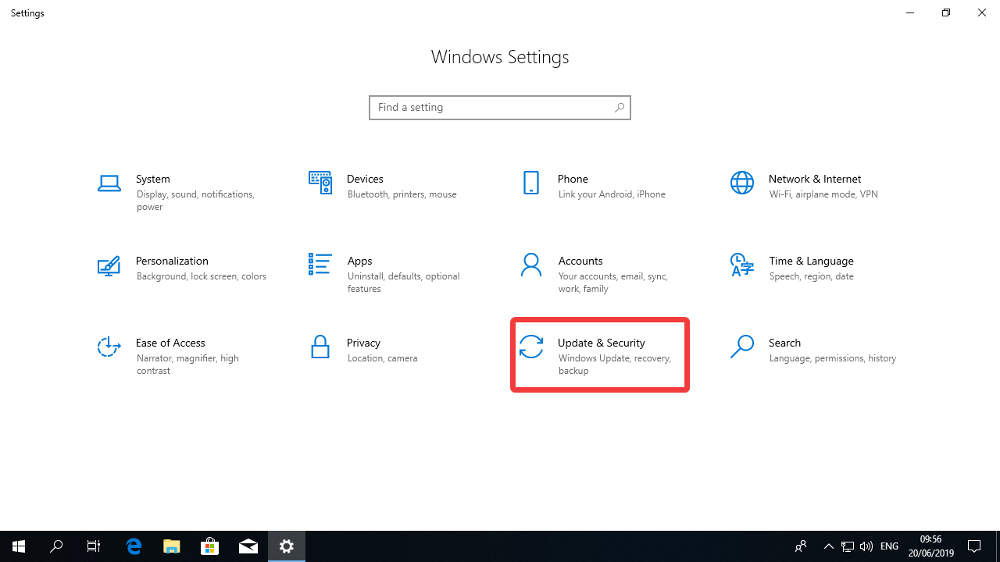 Settings
Windows Settings
Find a setting
System
Display, sound, notifications,
power
Devices
Bluetooth, printers, mouse
Phone
Link your Android, iPhone
Network & Internet
Wi-Fi, airplane mode, VPN
Personalization
Background, lock screen, colors
Apps
Uninstall, defaults, optional
features
Accounts
Your accounts, email, sync,
work, family
Time & Language
Speech, region, date
Ease of Access
Narrator, magnifier, high
contrast
Privacy
Location, camera
Update & Security
Windows Update, recovery,
backup
Search
Language, permissions, history
ENG
09:56
20/06/2019